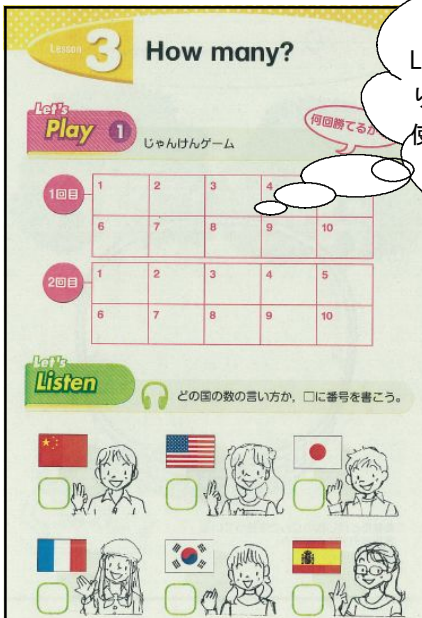 Lesson 3 How many?
Let's Play 1 じゃんけんゲーム
何回勝てるか
1回目
1 2 3 4
6 7 8 9 10
2回目
1 2 3 4 5
6 7 8 9 10
Let's Listen
どの国の数の言い方か，□に番号を書こう。
L
り
使